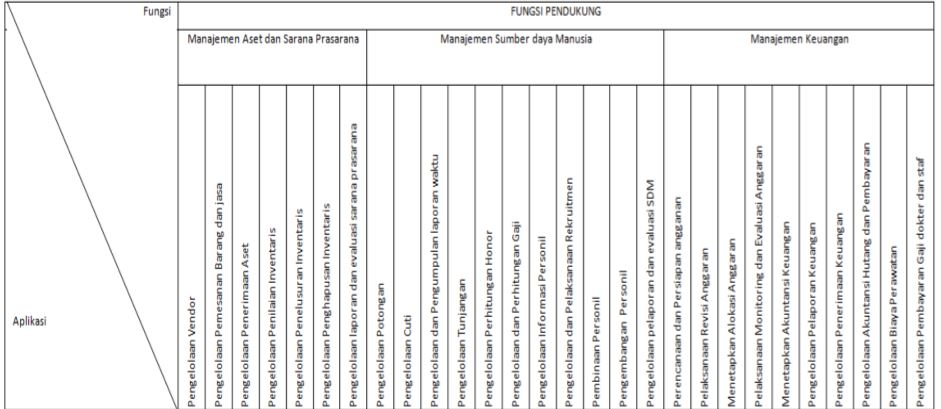 Fungsi
FUNGSI PENDUKUNG
Manajemen Aset dan Sarana Prasarana
Manajemen Sumber daya Manusia
Manajemen Keuangan
Aplikasi
Pengelolaan Vendor
Pengelolaan Pemesanan Barang dan jasa
Pengelolaan Penerimaan Aset
Pengelolaan Penilaian Inventaris
Pengelolaan Penelusuran Inventaris
Pengelolaan Penghapusan Inventaris
Pengelolaan laporan dan evaluasi sarana prasarana
Pengelolaan Potongan
Pengelolaan Cuti
Pengelolaan dan Pengumpulan laporan waktu
Pengelolaan Tunjangan
Pengelolaan Perhitungan Honor
Pengelolaan dan Perhitungan Gaji
Pengelolaan Informasi Personil
Pengelolaan dan Pelaksanaan Rekruitmen
Pembinaan Personil
Pengembangan Personil
Pengelolaan pelaporan dan evaluasi SDM
Perencanaan dan Persiapan angganan
Pelaksanaan Revisi Anggaran
Menetapkan Alokasi Anggaran
Pelaksanaan Monitoring dan Evaluasi Anggaran
Menetapkan Akuntansi Keuangan
Pengelolaan Pelaporan Keuangan
Pengelolaan Penerimaan Keuangan
Pengelolaan Akuntansi Hutang dan Pembayaran
Pengelolaan Biaya Perawatan
Pengelolaan Pembayaran Gaji dokter dan staf